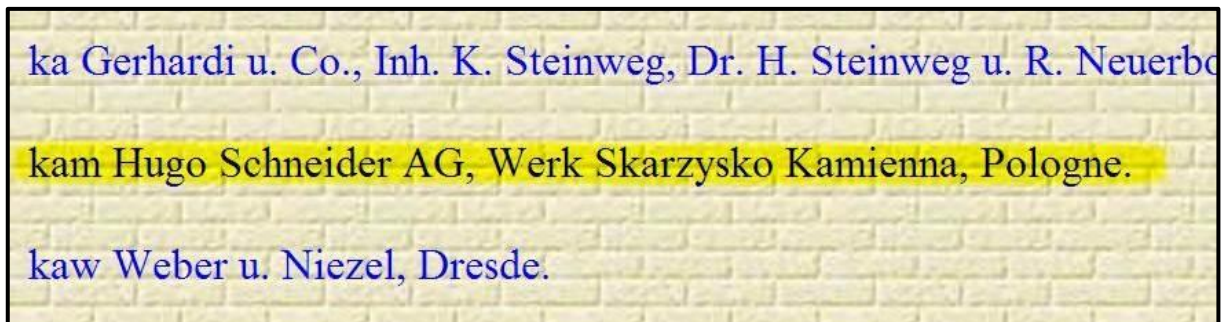 ka Gerhardi u. Co., Inh. K. Steinweg, Dr. H. Steinweg u. R.
kam Hugo Schneider AG, Werk Skarzysko Kamienna, Pologne.
kaw Weber u. Niezel, Dresde.